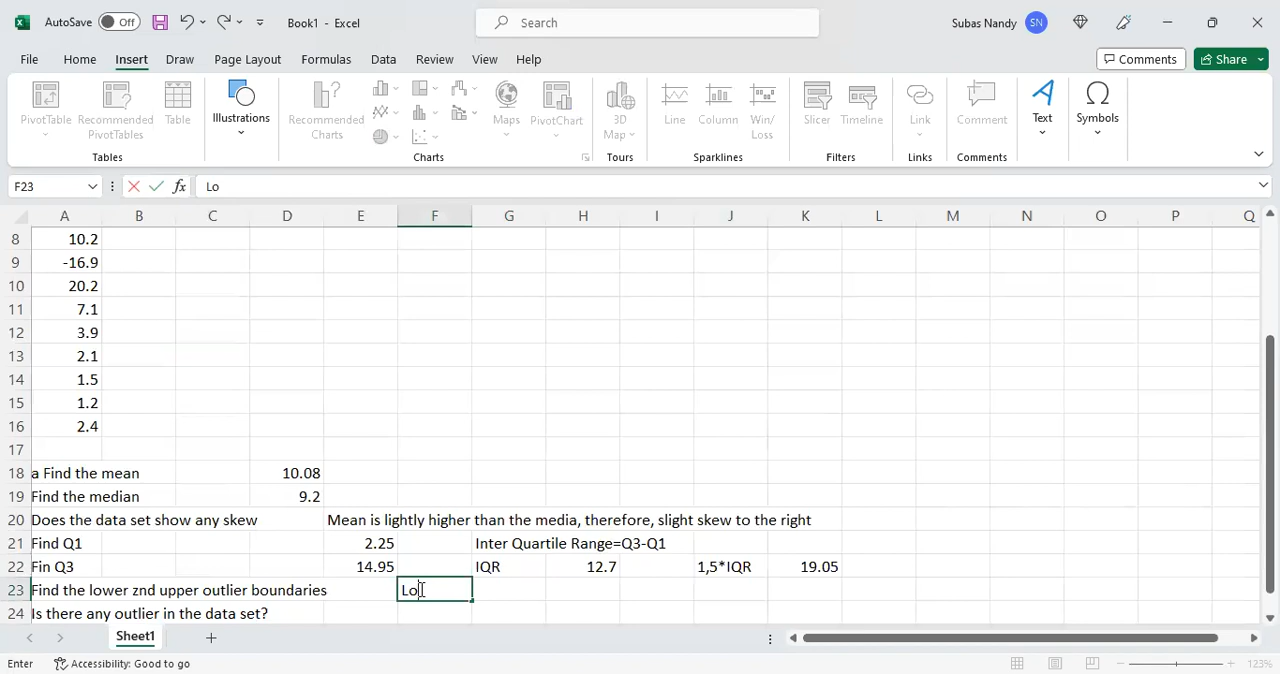 AutoSave Off Book1 - Excel Search Subas Nandy SN
File Home Insert Draw Page Layout Formulas Data Review View Help Comments Share
PivotTable Recommended PivotTables Table Illustrations Recommended Charts Maps PivotChart 3D Map Line Column Win/Loss Slicer Timeline Link Comment Text Symbols
Tables Charts Tours Sparklines Filters Links Comments
F23 fx Lo
A B C D E F G H I J K L M N O P Q
8 10.2
9 -16.9
10 20.2
11 7.1
12 3.9
13 2.1
14 1.5
15 1.2
16 2.4
17
18 a Find the mean 10.08
19 Find the median 9.2
20 Does the data set show any skew Mean is lightly higher than the media, therefore, slight skew to the right
21 Find Q1 2.25 Inter Quartile Range=Q3-Q1
22 Fin Q3 14.95 IQR 12.7 1,5*IQR 19.05
23 Find the lower znd upper outlier boundaries Lo
24 Is there any outlier in the data set?
Sheet1
Enter Accessibility: Good to go 123%